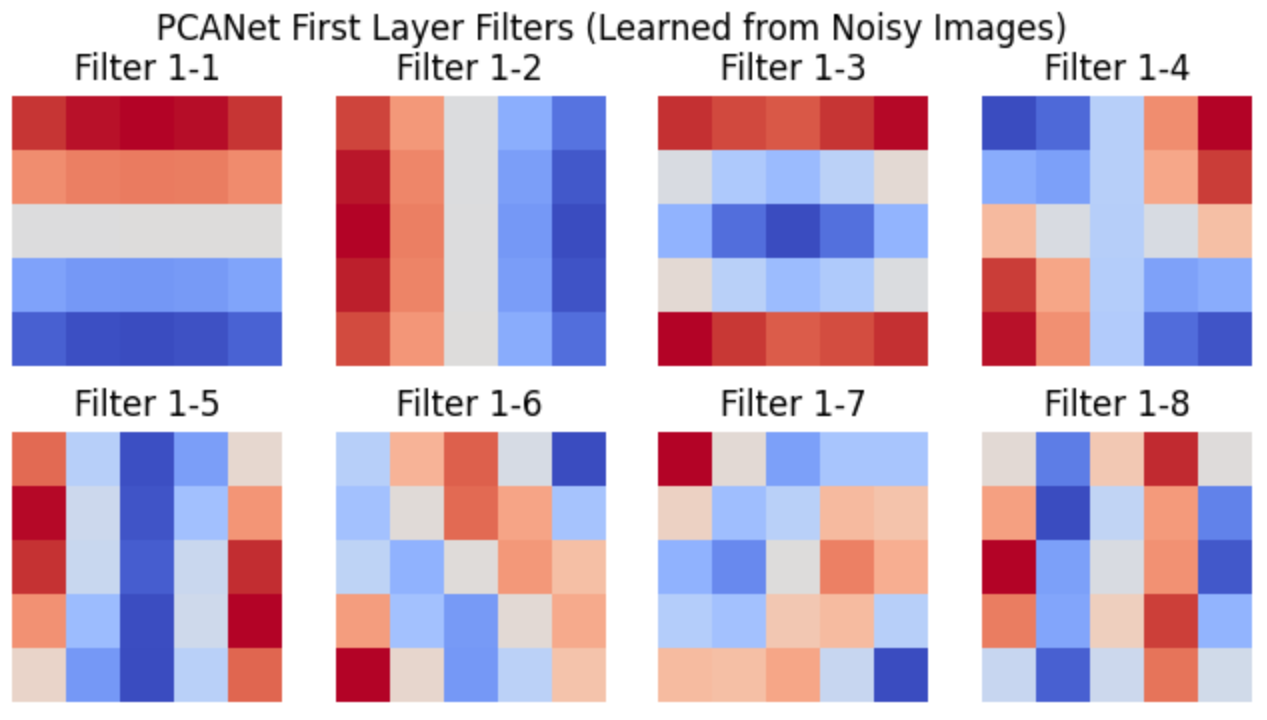 PCANet First Layer Filters (Learned from Noisy Images)
Filter 1-1 Filter 1-2 Filter 1-3 Filter 1-4
Filter 1-5 Filter 1-6 Filter 1-7 Filter 1-8